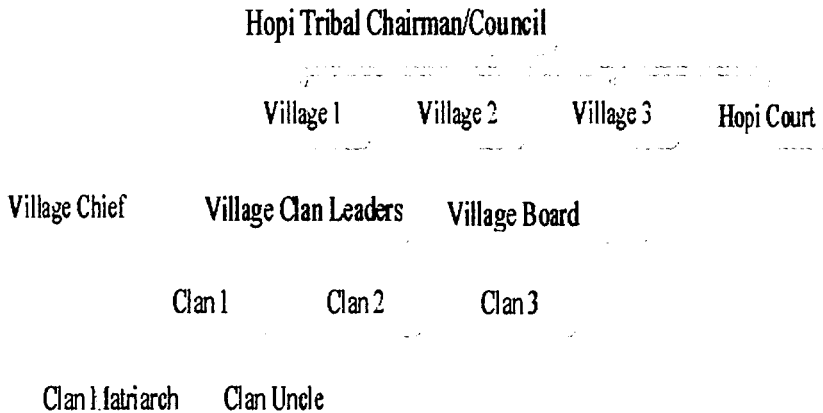 Hopi Tribal Chairman/Council
Village 1 Village 2 Village 3 Hopi Court
Village Chief Village Clan Leaders Village Board
Clan 1 Clan 2 Clan 3
Clan Matriarch Clan Uncle